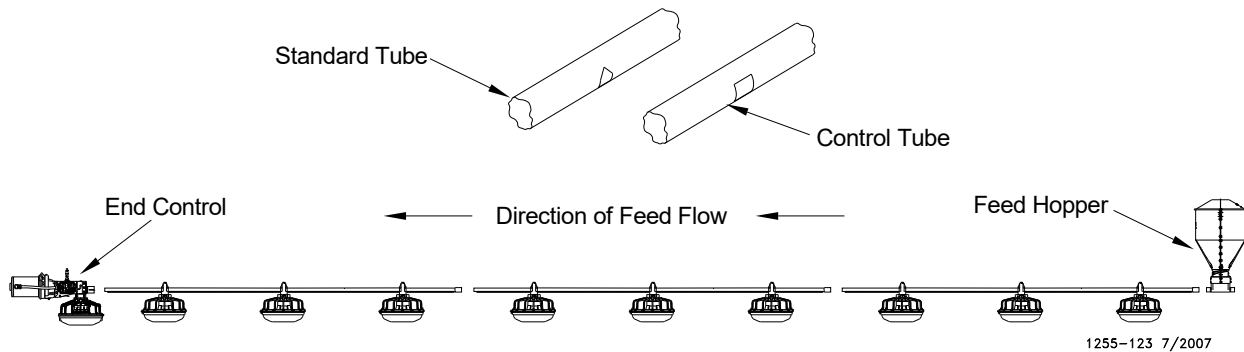 Standard Tube
Control Tube
End Control
Direction of Feed Flow
Feed Hopper
1255-123 7/2007